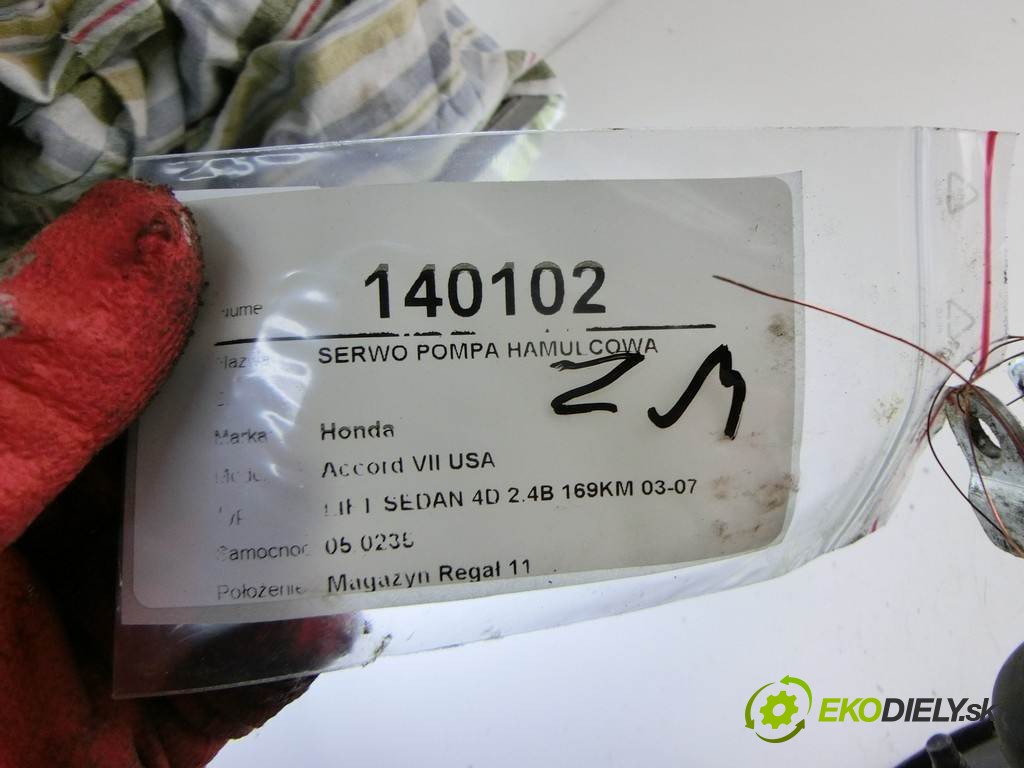 140102
SERWO POMPA HAMULCOWA
ZM
Marka Honda
Accord VII USA
LIFT SEDAN 4D 2.4B 169KM 03-07
Samochód 05 0235
Położenie Magazyn Regał 11
EKODIELY.sk